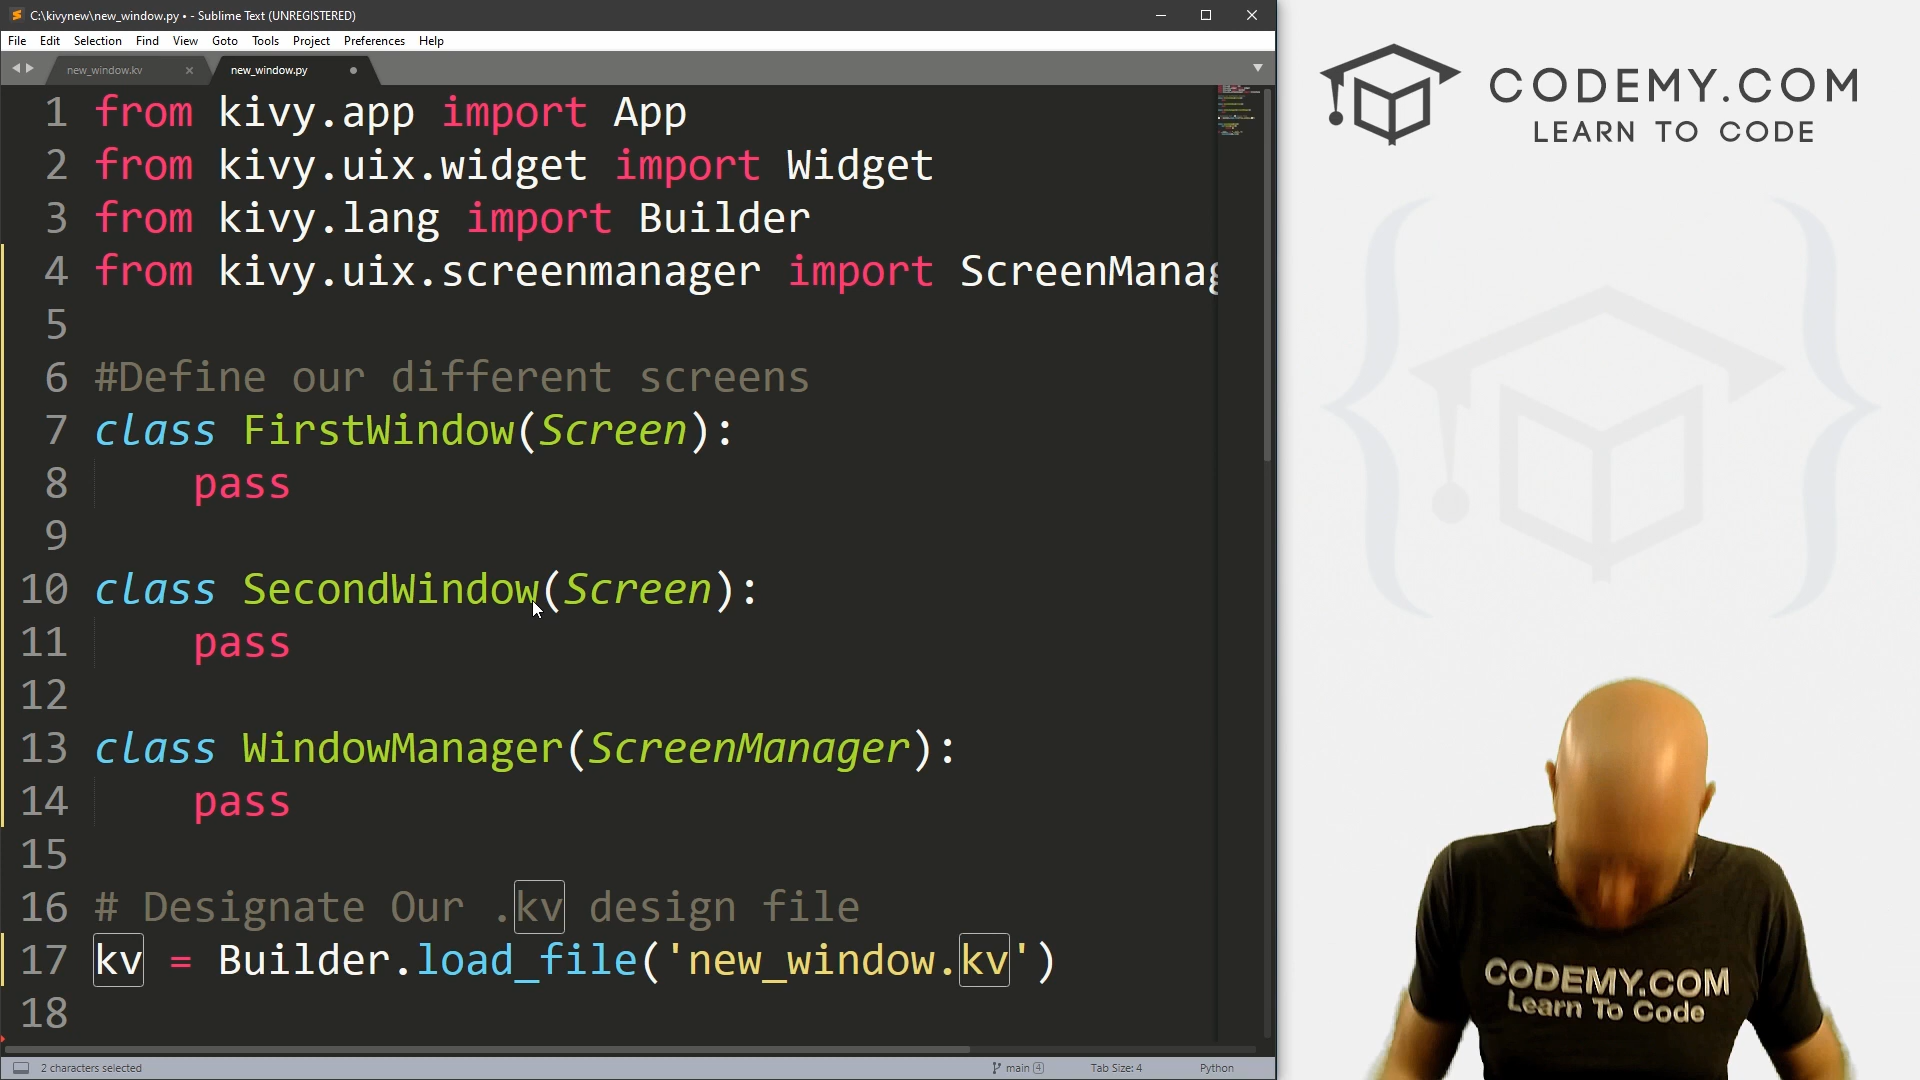 C:\kivynew\new_window.py • - Sublime Text (UNREGISTERED)
File Edit Selection Find View Goto Tools Project Preferences Help
new_window.kv
new_window.py
1 from kivy.app import App
2 from kivy.uix.widget import Widget
3 from kivy.lang import Builder
4 from kivy.uix.screenmanager import ScreenManag
5
6 #Define our different screens
7 class FirstWindow(Screen):
8 pass
9
10 class SecondWindow(Screen):
11 pass
12
13 class WindowManager(ScreenManager):
14 pass
15
16 # Designate Our .kv design file
17 kv = Builder.load_file('new_window.kv')
18
2 characters selected
main 4
Tab Size: 4
Python
CODEMY.COM
LEARN TO CODE
CODEMY.COM
Learn To Code